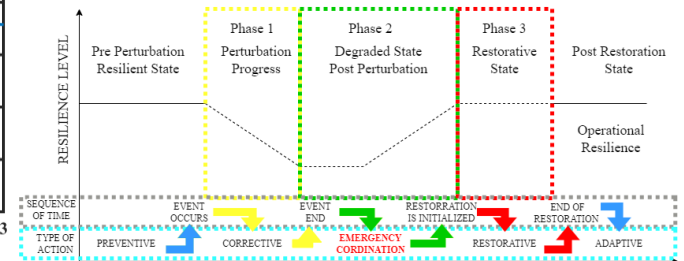 Phase 1
Phase 2
Phase 3
Pre Perturbation
Resilient State
Perturbation
Progress
Degraded State
Post Perturbation
Restorative
State
Post Restoration
State
RESILIENCE LEVEL
Operational
Resilience
SEQUENCE
OF TIME
EVENT
OCCURS
EVENT
END
RESTORRATION
IS INITIALIZED
END OF
RESTORATION
3
TYPE OF
ACTION
PREVENTIVE
CORRECTIVE
EMERGENCY
CORDINATION
RESTORATIVE
ADAPTIVE